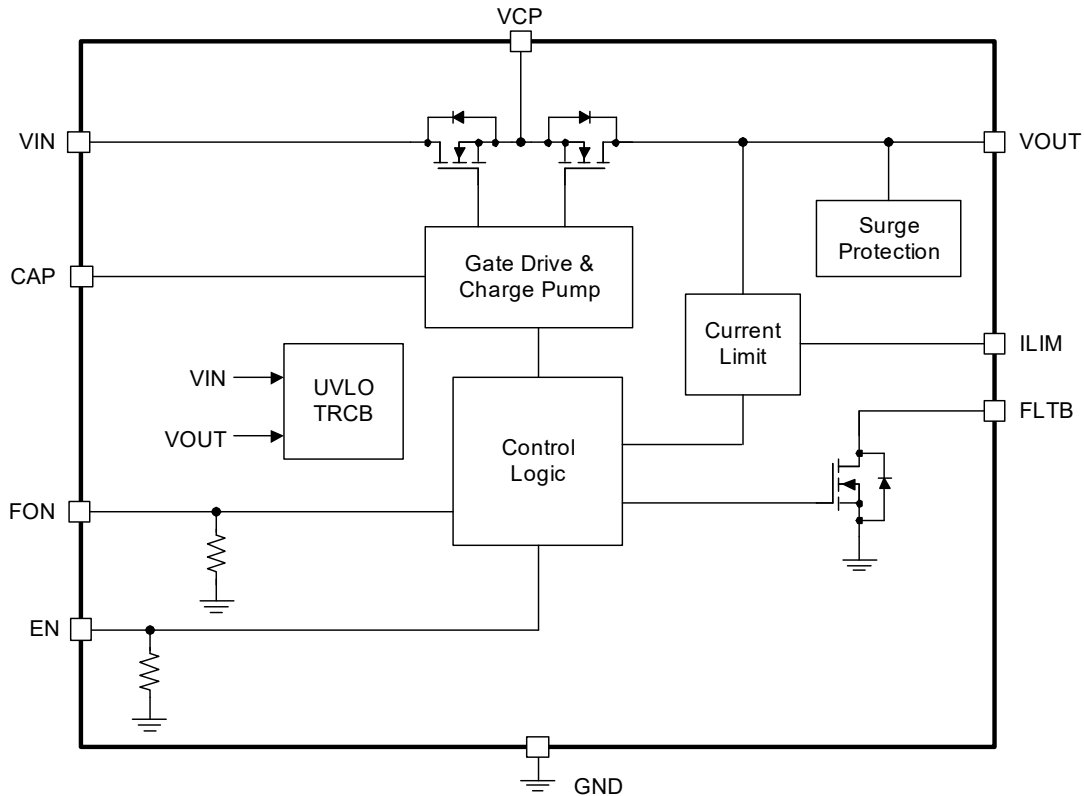 VCP
VIN
VOUT
Surge
Protection
CAP
Gate Drive &
Charge Pump
Current
Limit
ILIM
VIN
VOUT
UVLO
TRCB
FLTB
Control
Logic
FON
EN
GND